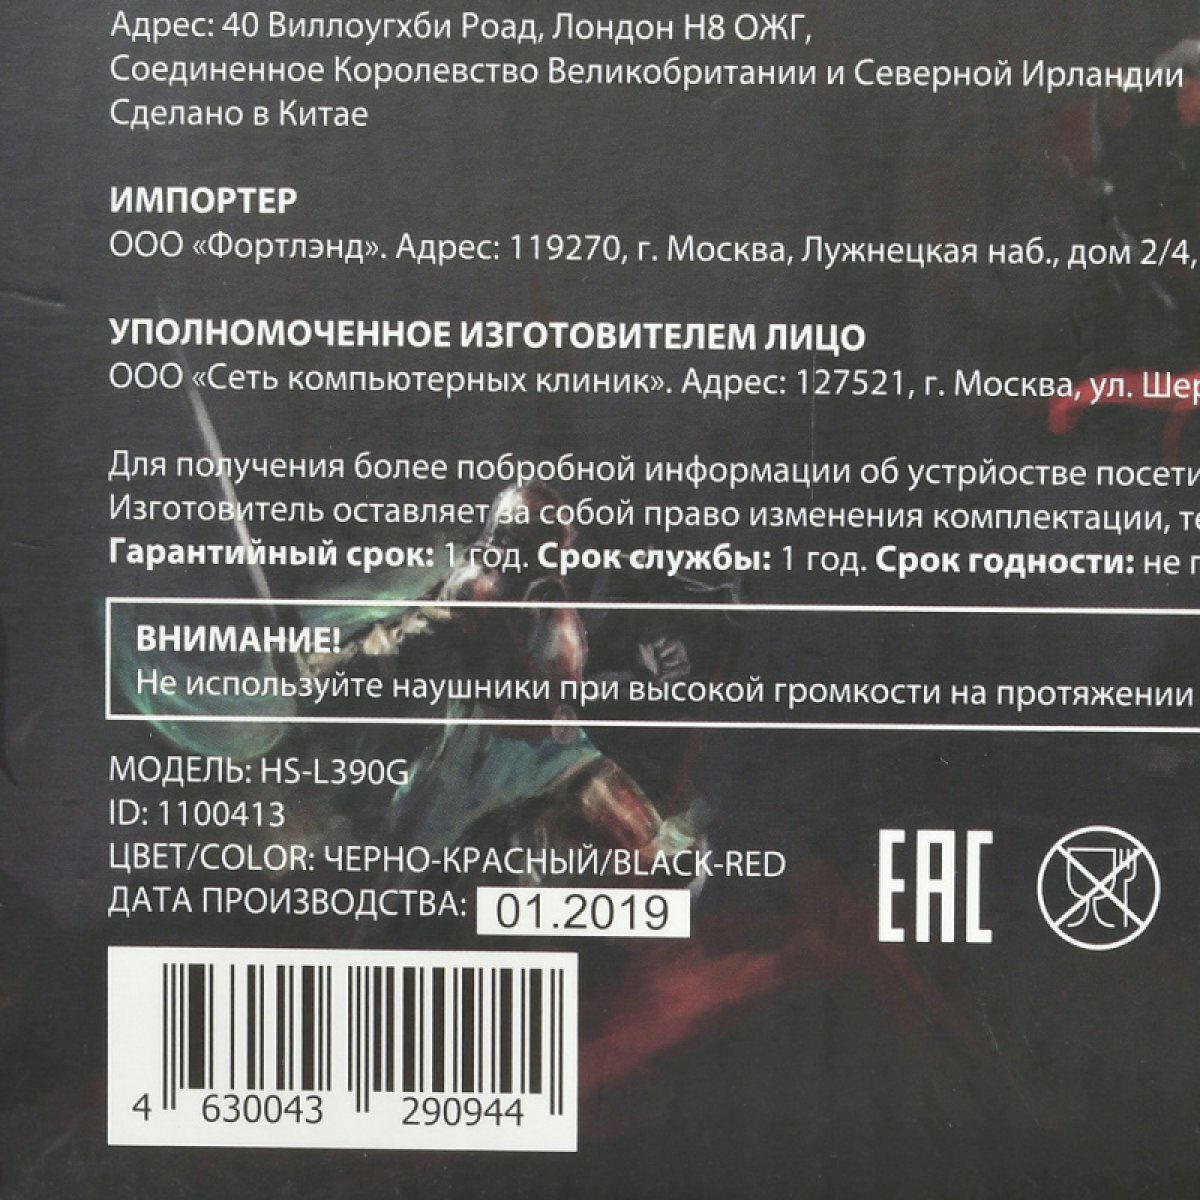 Адрес: 40 Виллоугхби Роад, Лондон Н8 ОЖГ,
Соединенное Королевство Великобритании и Северной Ирландии
Сделано в Китае
ИМПОРТЕР
ООО «Фортлэнд». Адрес: 119270, г. Москва, Лужнецкая наб., дом 2/4,
УПОЛНОМОЧЕННОЕ ИЗГОТОВИТЕЛЕМ ЛИЦО
ООО «Сеть компьютерных клиник». Адрес: 127521, г. Москва, ул. Шер
Для получения более побробной информации об устрйостве посети
Изготовитель оставляет за собой право изменения комплектации, те
Гарантийный срок: 1 год. Срок службы: 1 год. Срок годности: не
ВНИМАНИЕ!
Не используйте наушники при высокой громкости на протяжении
МОДЕЛЬ: HS-L390G
ID: 1100413
ЦВЕТ/COLOR: ЧЕРНО-КРАСНЫЙ/BLACK-RED
ДАТА ПРОИЗВОДСТВА: 01.2019
EAC
4 630043 290944